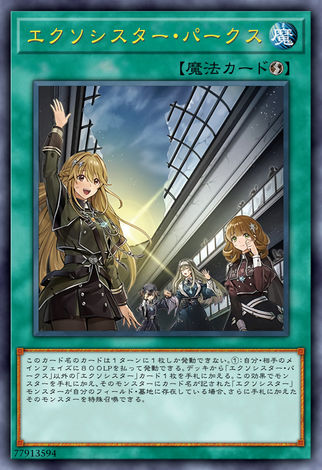 エクソシスター・パークス
魔
【魔法カード】
このカード名のカードは1ターンに1枚しか発動できない。①:自分・相手のメ
インフェイズに800LPを払って発動できる。デッキから「エクソシスター・パ
ークス」以外の「エクソシスター」カード1枚を手札に加える。この効果でモン
スターを手札に加え、そのモンスターにカード名が記された「エクソシスター」
モンスターが自分のフィールド・墓地に存在している場合、さらに手札に加えた
そのモンスターを特殊召喚できる。
77913594